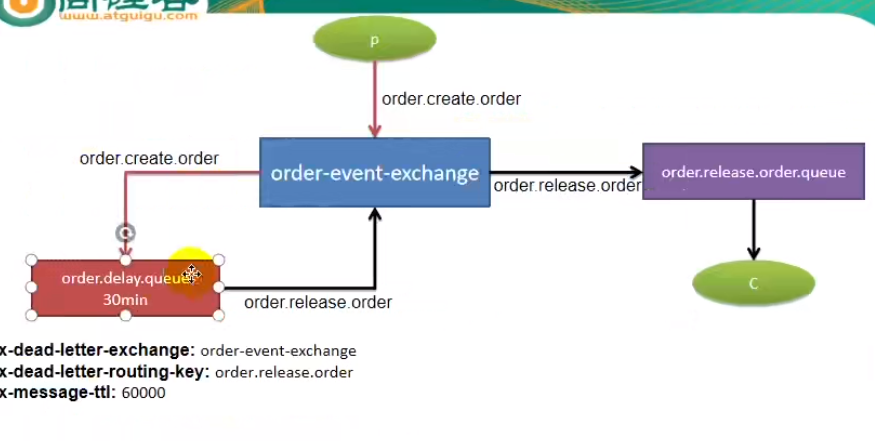 www.atguigu.com
p
order.create.order
order.create.order
order-event-exchange
order.release.order
order.release.order.queue
order.delay.queue
30min
order.release.order
C
x-dead-letter-exchange: order-event-exchange
x-dead-letter-routing-key: order.release.order
x-message-ttl: 60000